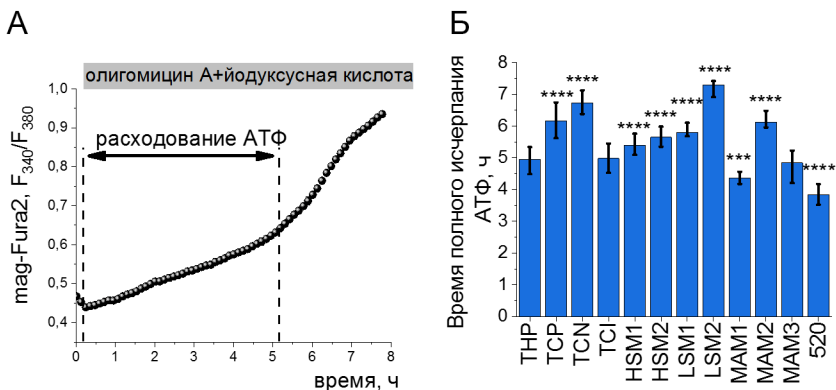 А
олигомицин А+йодуксусная кислота
1,0
0,9
0,8
0,7
0,6
0,5
0,4
расходование АТФ
mag-Fura2, F340/F380
0 1 2 3 4 5 6 7 8
время, ч
Б
Время полного исчерпания
АТФ, ч
8
7
6
5
4
3
2
1
0
**** **** **** **** **** **** *** **** ****
THP TCP TCN TCI HSM1 HSM2 LSM1 LSM2 MAM1 MAM2 MAM3 520